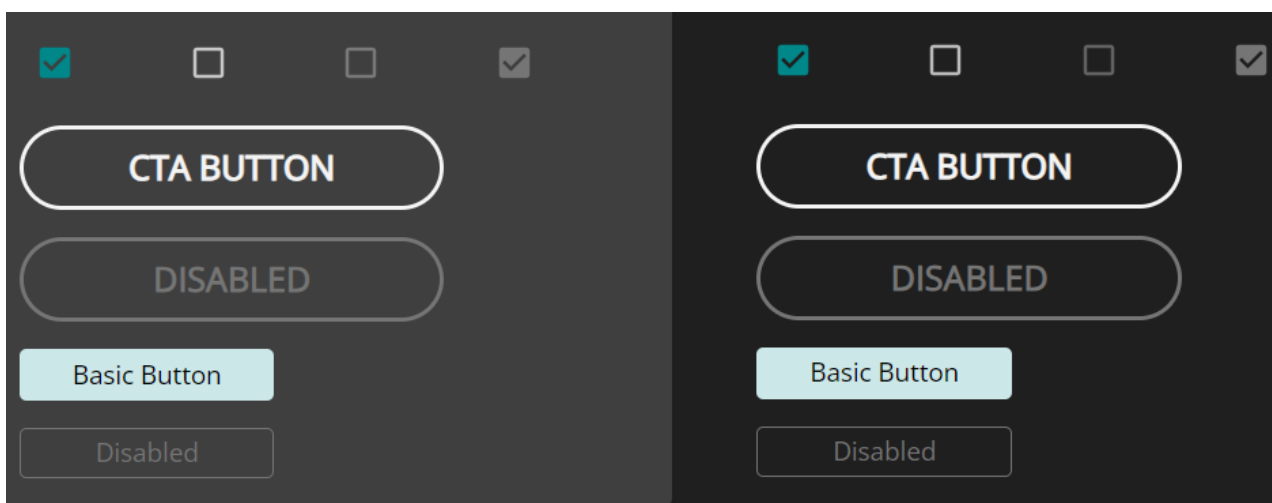 CTA BUTTON
DISABLED
Basic Button
Disabled
CTA BUTTON
DISABLED
Basic Button
Disabled